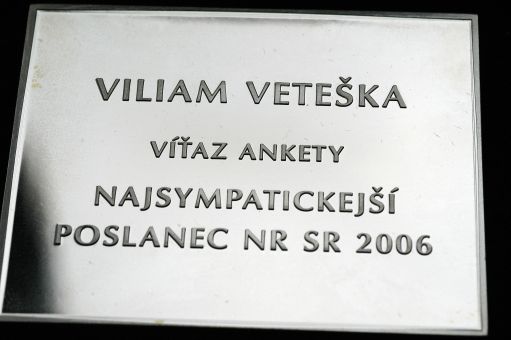 VILIAM VETEŠKA
VÍŤAZ ANKETY
NAJSYMPATICKEJŠÍ
POSLANEC NR SR 2006